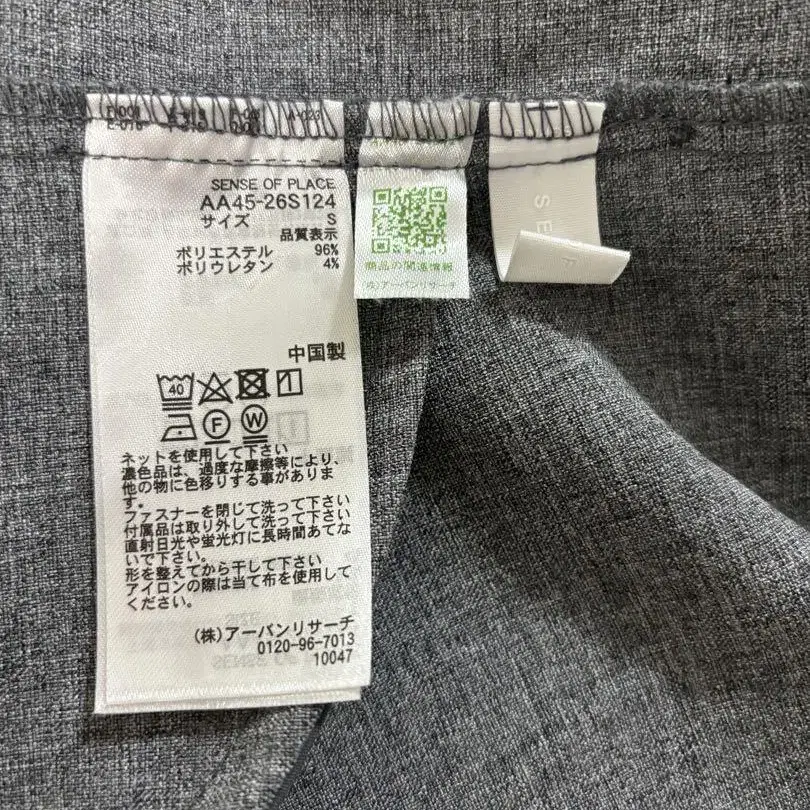 SENSE OF PLACE
AA45-26S124
サイズ S
品質表示
ポリエステル 96%
ポリウレタン 4%
中国製
40
F W
ネットを使用して下さい
濃色品は、過度な摩擦等により、
他の物に色移りする事がありま
す。
ファスナーを閉じて洗って下さい
付属品は取り外して洗って下さい
直射日光や蛍光灯に長時間あてな
いで下さい。
形を整えてから干して下さい
アイロンの際は当て布を使用して
ください。
(株)アーバンリサーチ
0120-96-7013
10047
商品の関連情報
(株)アーバンリサーチ